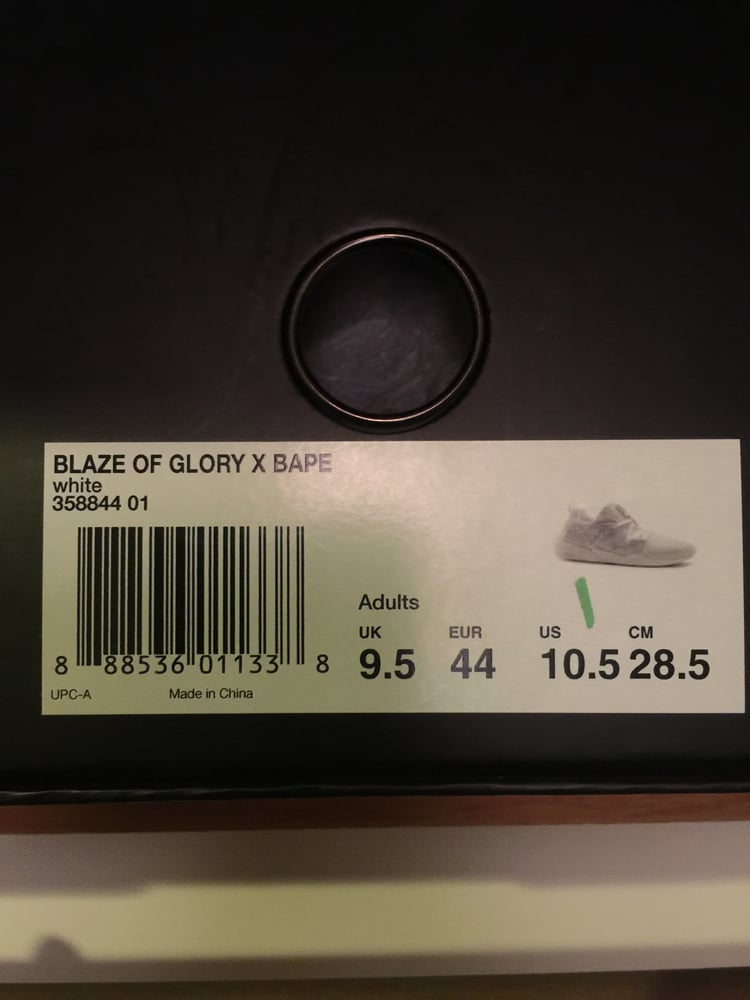 BLAZE OF GLORY X BAPE
white
358844 01
8 88536 01133 8
UPC-A Made in China
Adults
UK EUR US CM
9.5 44 10.5 28.5